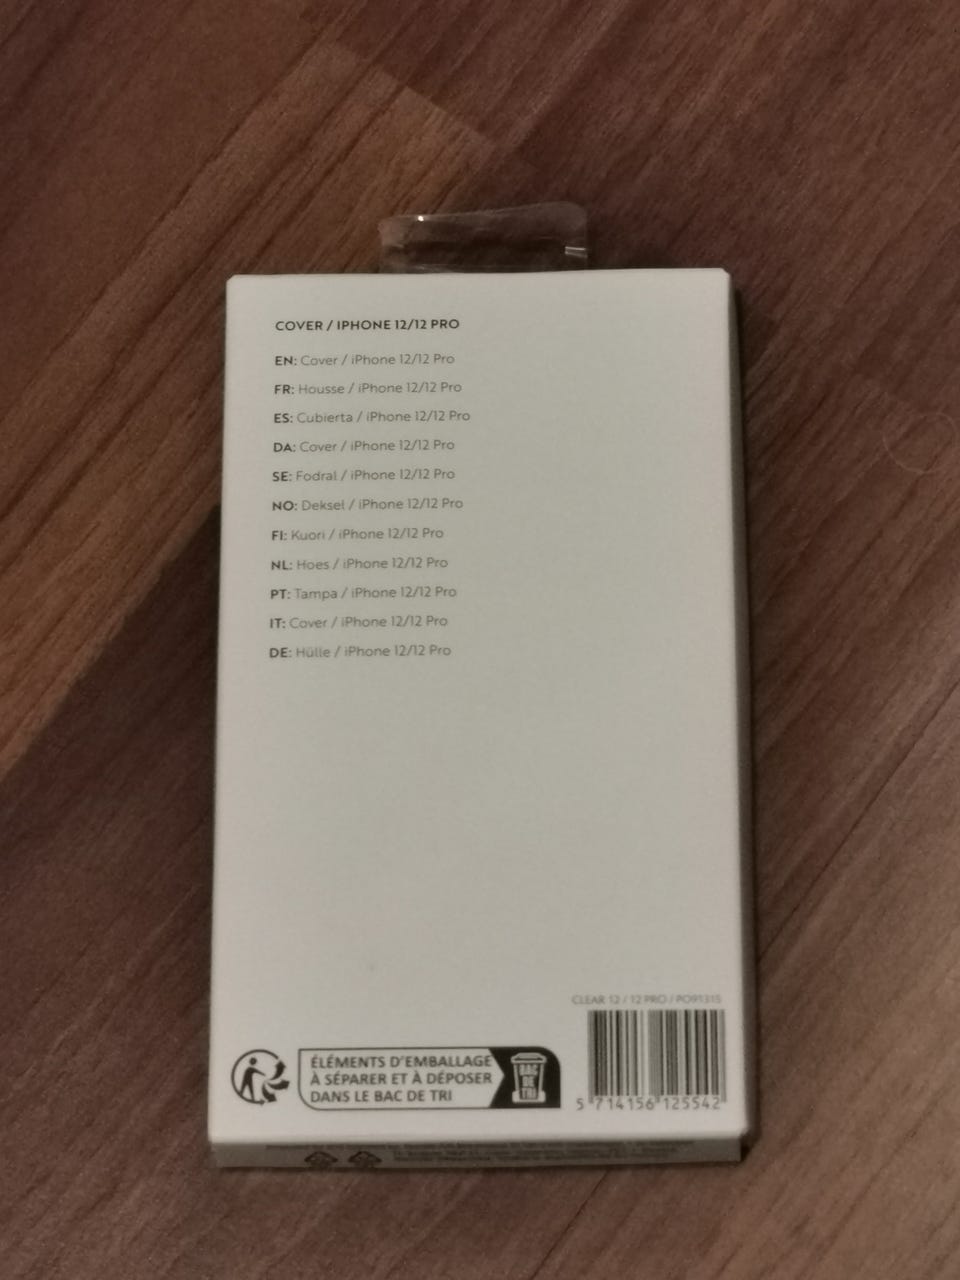 COVER / IPHONE 12/12 PRO
EN: Cover / iPhone 12/12 Pro
FR: Housse / iPhone 12/12 Pro
ES: Cubierta / iPhone 12/12 Pro
DA: Cover / iPhone 12/12 Pro
SE: Fodral / iPhone 12/12 Pro
NO: Deksel / iPhone 12/12 Pro
FI: Kuori / iPhone 12/12 Pro
NL: Hoes / iPhone 12/12 Pro
PT: Tampa / iPhone 12/12 Pro
IT: Cover / iPhone 12/12 Pro
DE: Hülle / iPhone 12/12 Pro
CLEAR 12 / 12 PRO / PO91315
ÉLÉMENTS D'EMBALLAGE
À SÉPARER ET À DÉPOSER
DANS LE BAC DE TRI
BAC
DE
TRI
5 714156 125542